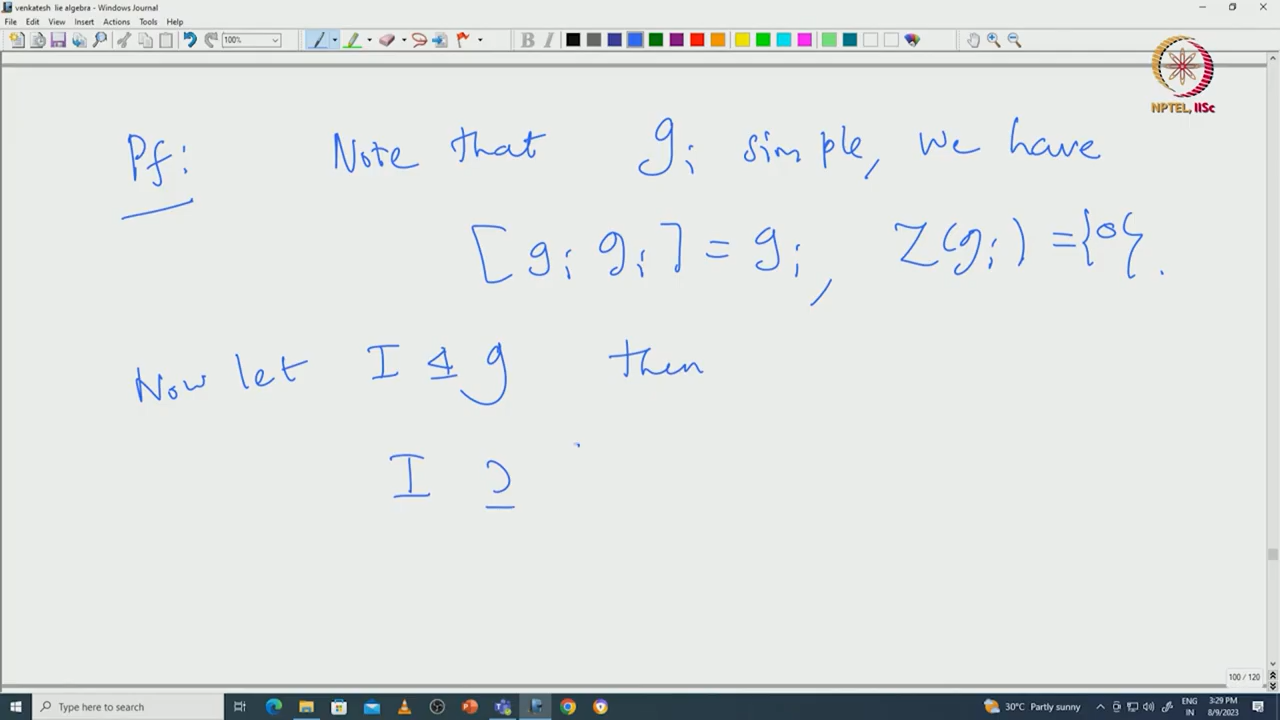 venkatesh lie algebra - Windows Journal
File Edit View Insert Actions Tools Help
100%
B I
NPTEL, IISc
Pf: Note that g_i simple, we have
[g_i g_i] = g_i, Z(g_i) = {0}.
Now let I ⊴ g then
I ⊇
100 / 120
Type here to search
30°C Partly sunny
ENG
IN
3:29 PM
8/9/2023